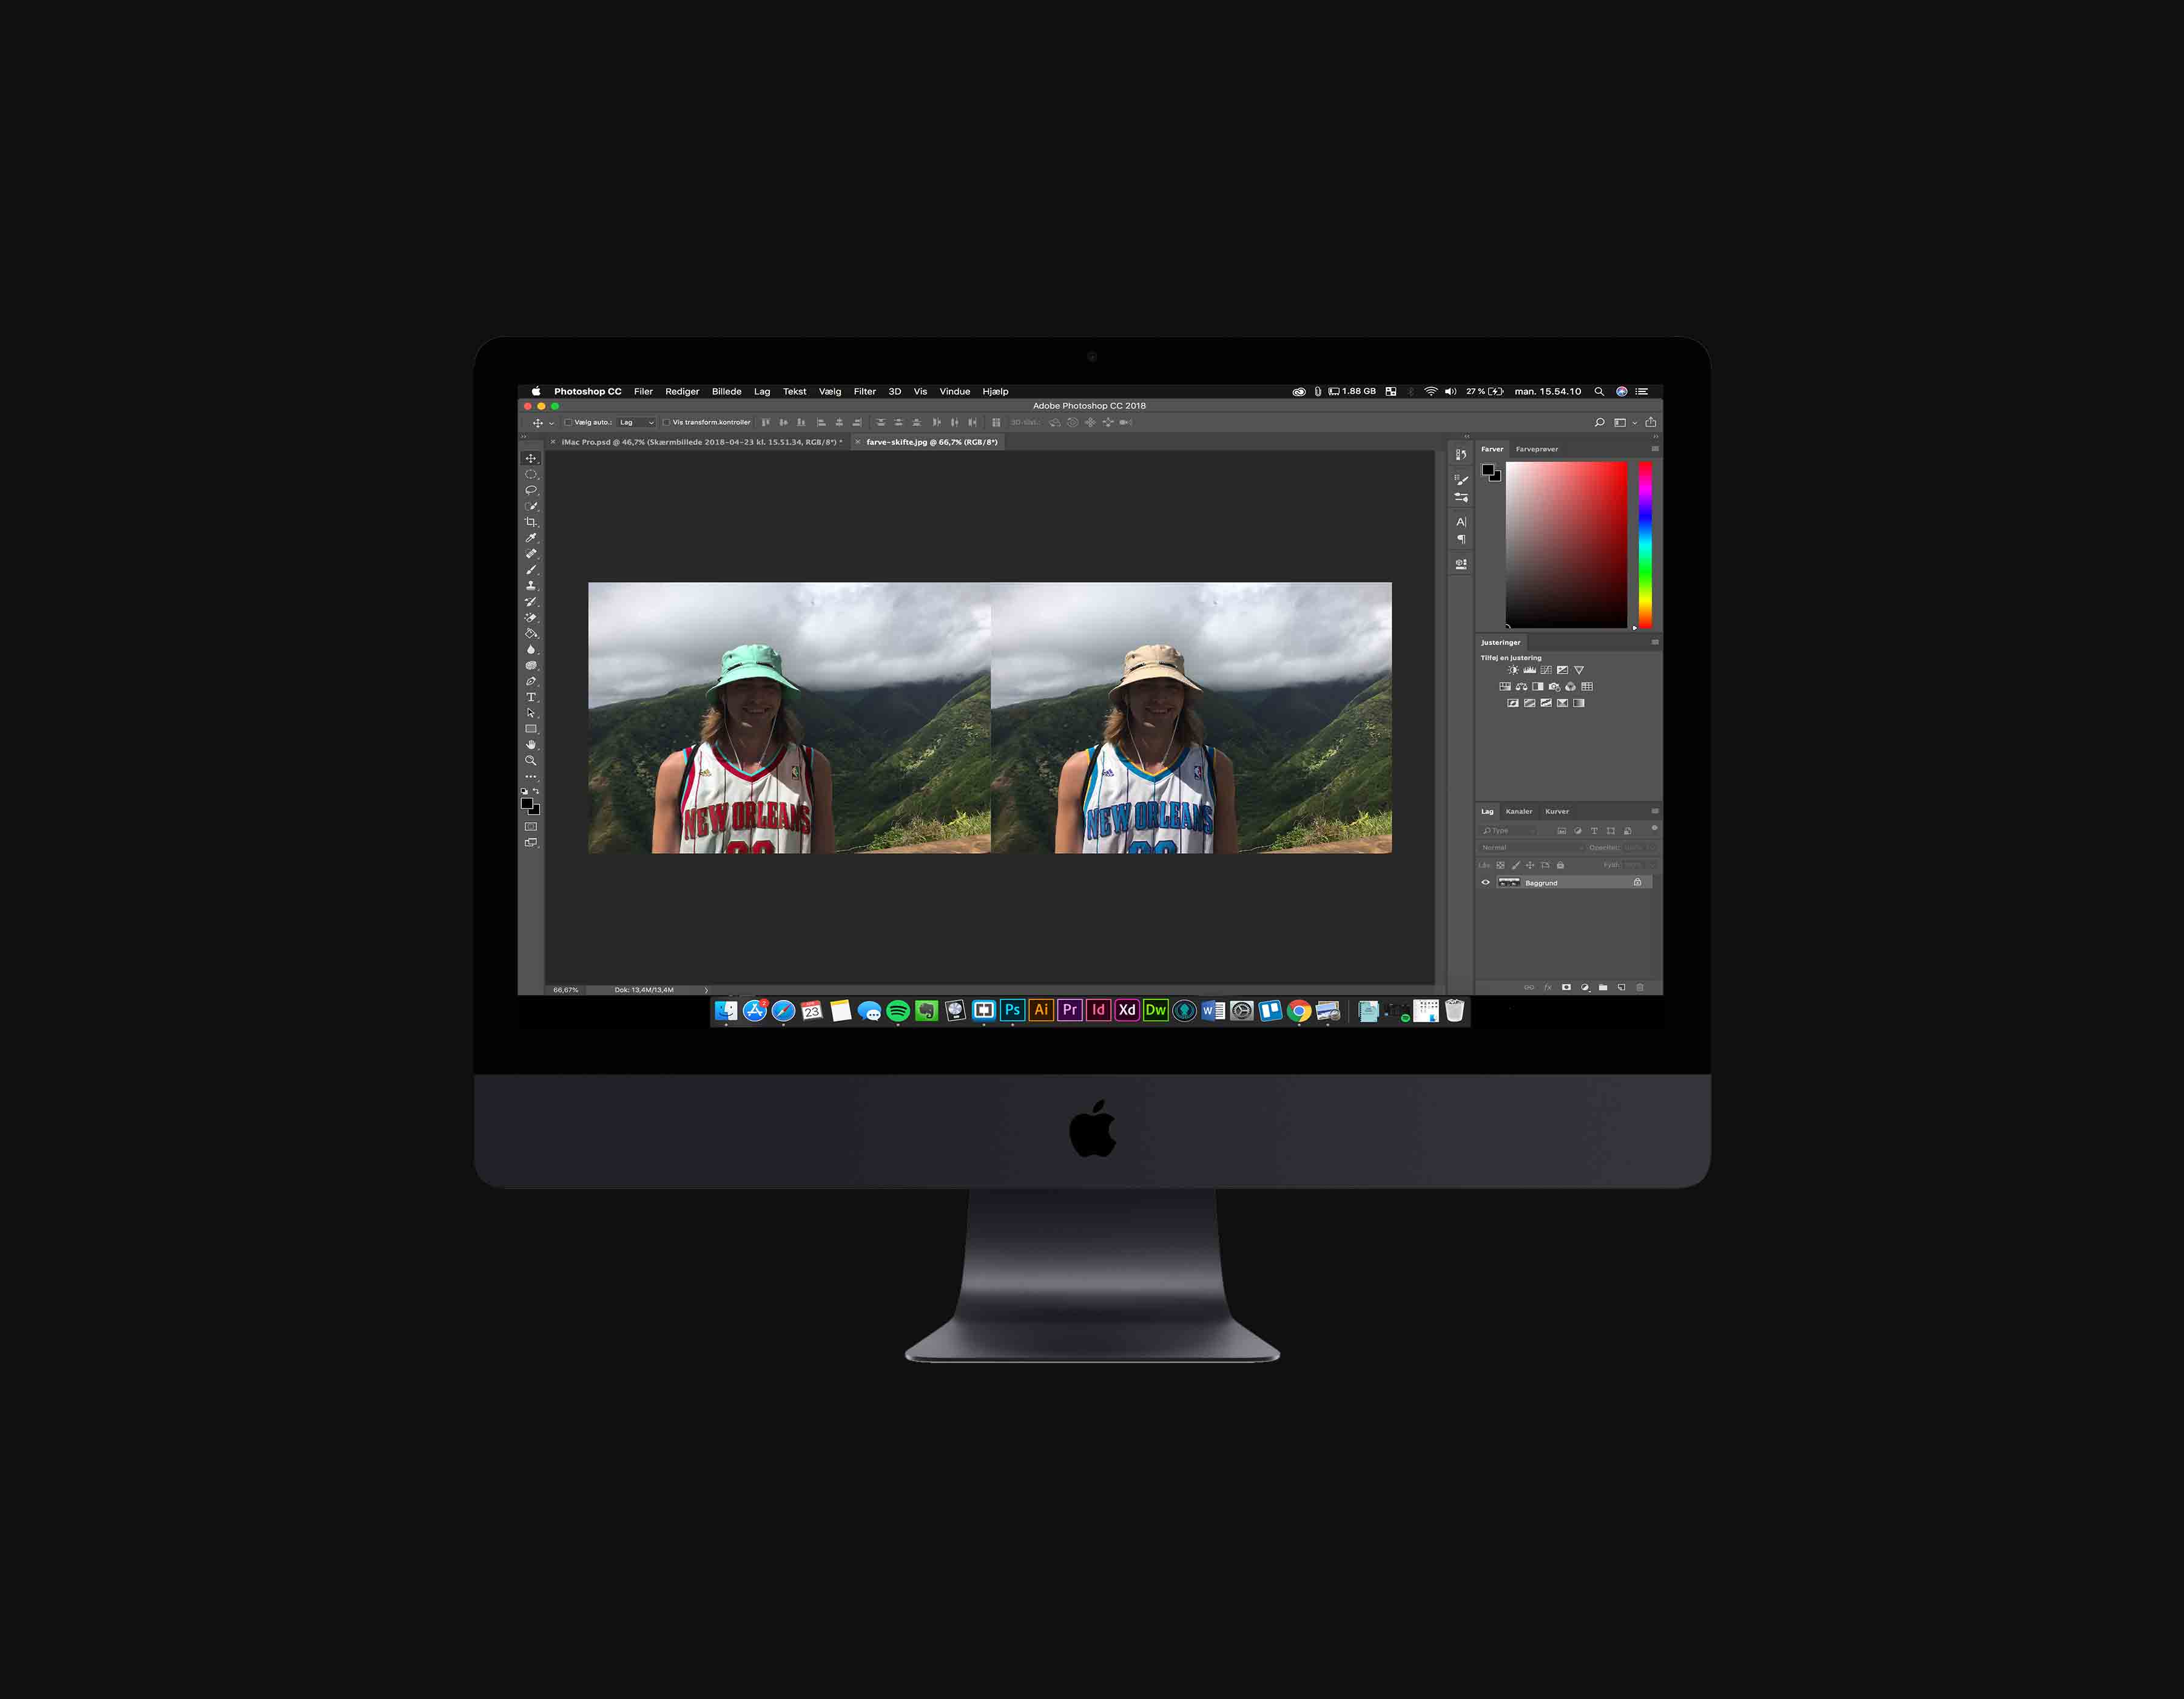 Photoshop CC Filer Rediger Billede Lag Tekst Vælg Filter 3D Vis Vindue Hjælp 1.88 GB 27 % man. 15.54.10
Adobe Photoshop CC 2018
Vælg auto.: Lag Vis transform.kontroller 3D-tilst.:
iMac Pro.psd @ 46,7% (Skærmbillede 2018-04-23 kl. 15.51.34, RGB/8*) *
farve-skifte.jpg @ 66,7% (RGB/8*)
Farver Farveprøver
Justeringer
Tilføj en justering
NEW ORLEANS
NEW ORLEANS
Lag Kanaler Kurver
Type
Normal Opacitet:
Lås: Fyld:
Baggrund
66,67% Dok: 13,4M/13,4M
fx
2
23
Ps Ai Pr Id Xd Dw W